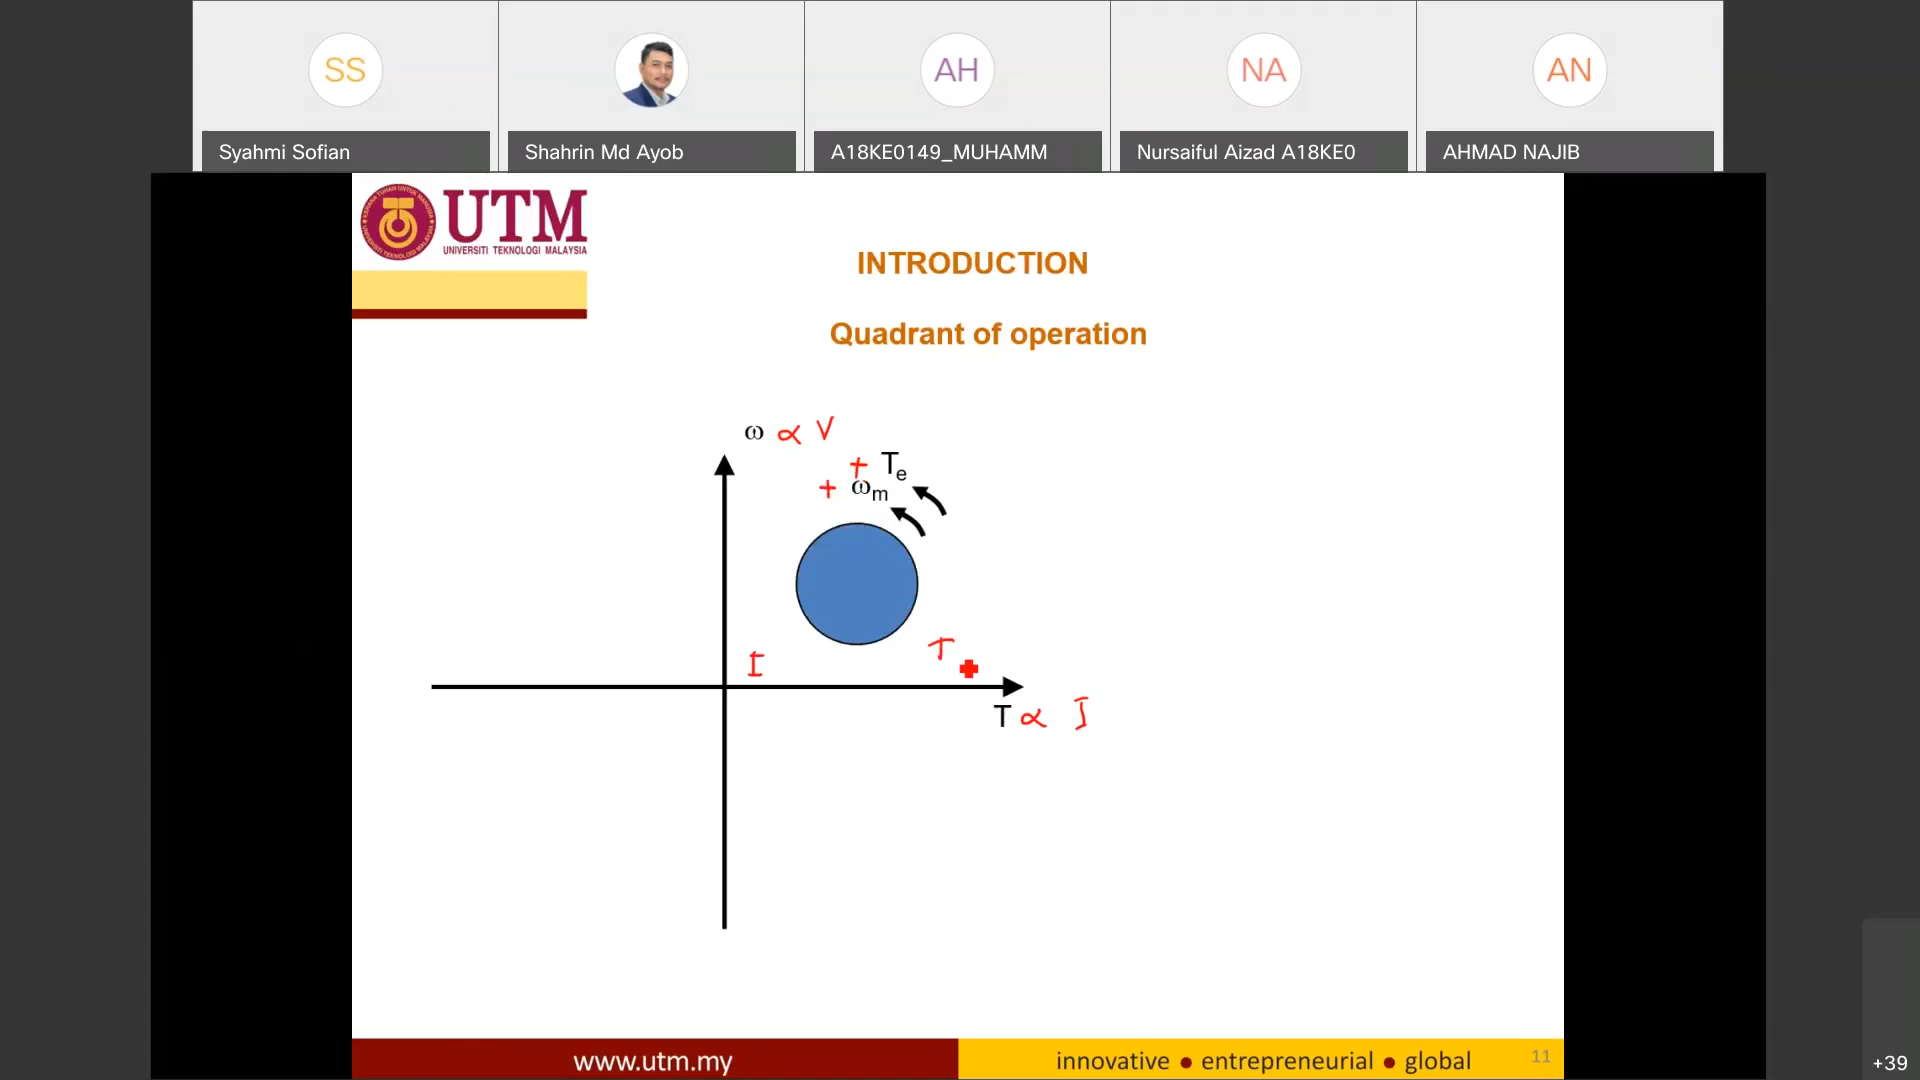 SS
AH
NA
AN
Syahmi Sofian
Shahrin Md Ayob
A18KE0149_MUHAMM
Nursaiful Aizad A18KE0
AHMAD NAJIB
UTM
UNIVERSITI TEKNOLOGI MALAYSIA
INTRODUCTION
Quadrant of operation
ω ∝ V
+ Te
+ ωm
I
T
T ∝ I
www.utm.my
innovative ● entrepreneurial ● global
11
+39